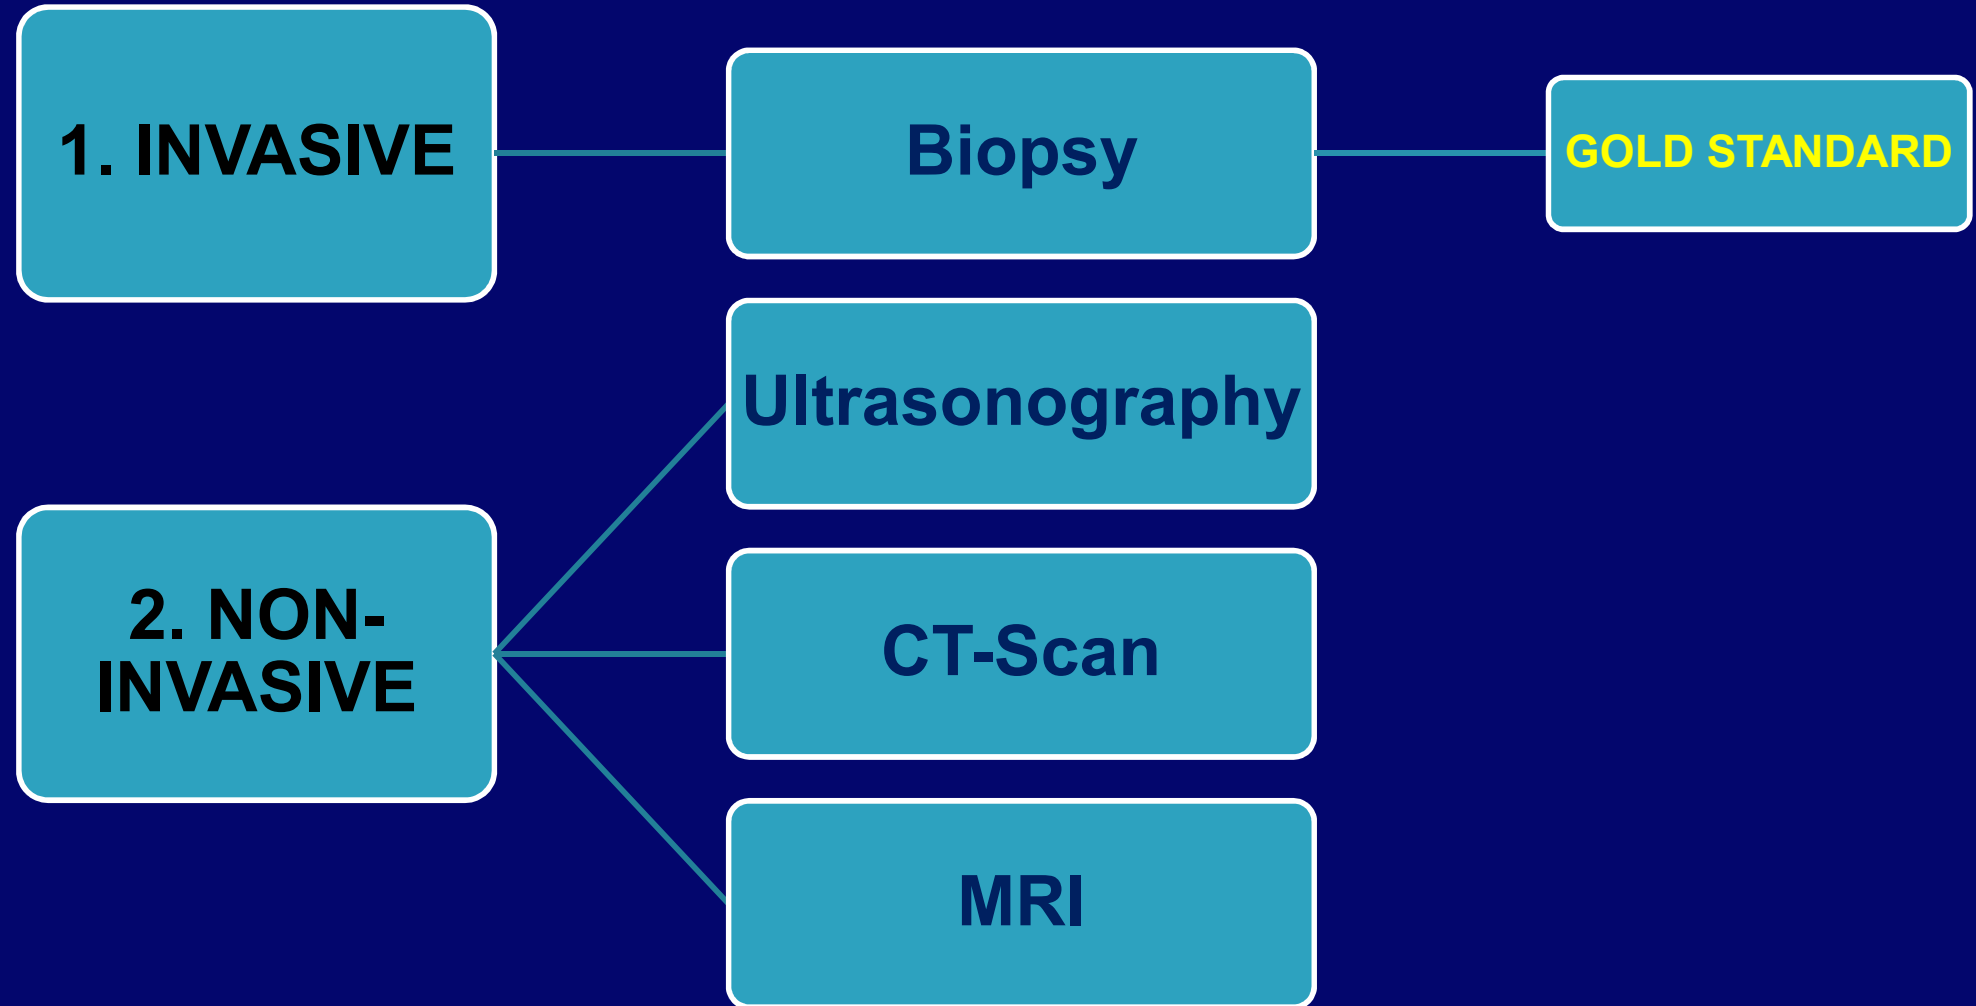 1. INVASIVE
Biopsy
GOLD STANDARD
Ultrasonography
2. NON-
INVASIVE
CT-Scan
MRI